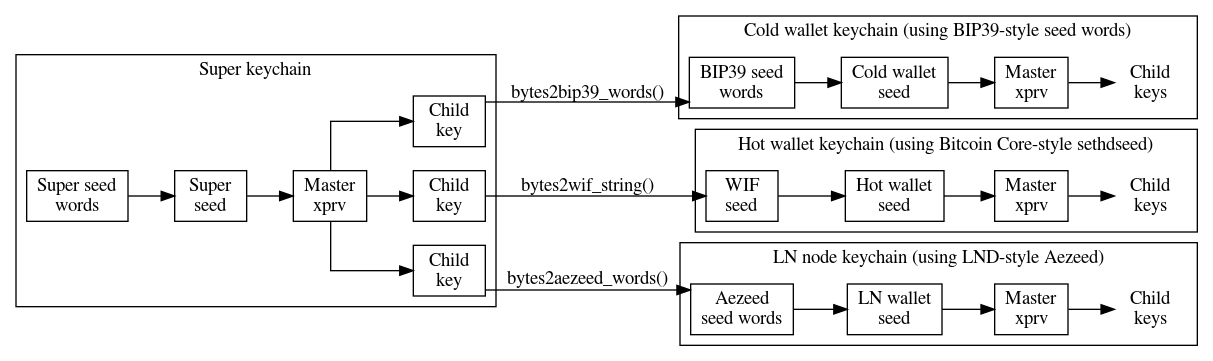 Super keychain
Super seed
words
Super
seed
Master
xprv
Child
key
Child
key
Child
key
bytes2bip39_words()
bytes2wif_string()
bytes2aezeed_words()
Cold wallet keychain (using BIP39-style seed words)
BIP39 seed
words
Cold wallet
seed
Master
xprv
Child
keys
Hot wallet keychain (using Bitcoin Core-style sethdseed)
WIF
seed
Hot wallet
seed
Master
xprv
Child
keys
LN node keychain (using LND-style Aezeed)
Aezeed
seed words
LN wallet
seed
Master
xprv
Child
keys